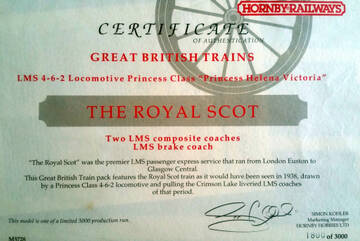 HORNBY RAILWAYS
CERTIFICATE
OF AUTHENTICATION
GREAT BRITISH TRAINS
LMS 4-6-2 Locomotive Princess Class "Princess Helena Victoria"
THE ROYAL SCOT
Two LMS composite coaches
LMS brake coach
"The Royal Scot" was the premier LMS passenger express service that ran from London Euston to
Glasgow Central.
This Great British Train pack features the Royal Scot train as it would have been seen in 1938, drawn
by a Princess Class 4-6-2 locomotive and pulling the Crimson Lake liveried LMS coaches
of that period.
SIMON KOHLER
Marketing Manager
HORNBY HOBBIES LTD
This model is one of a limited 3000 production run.
1800 of 3000